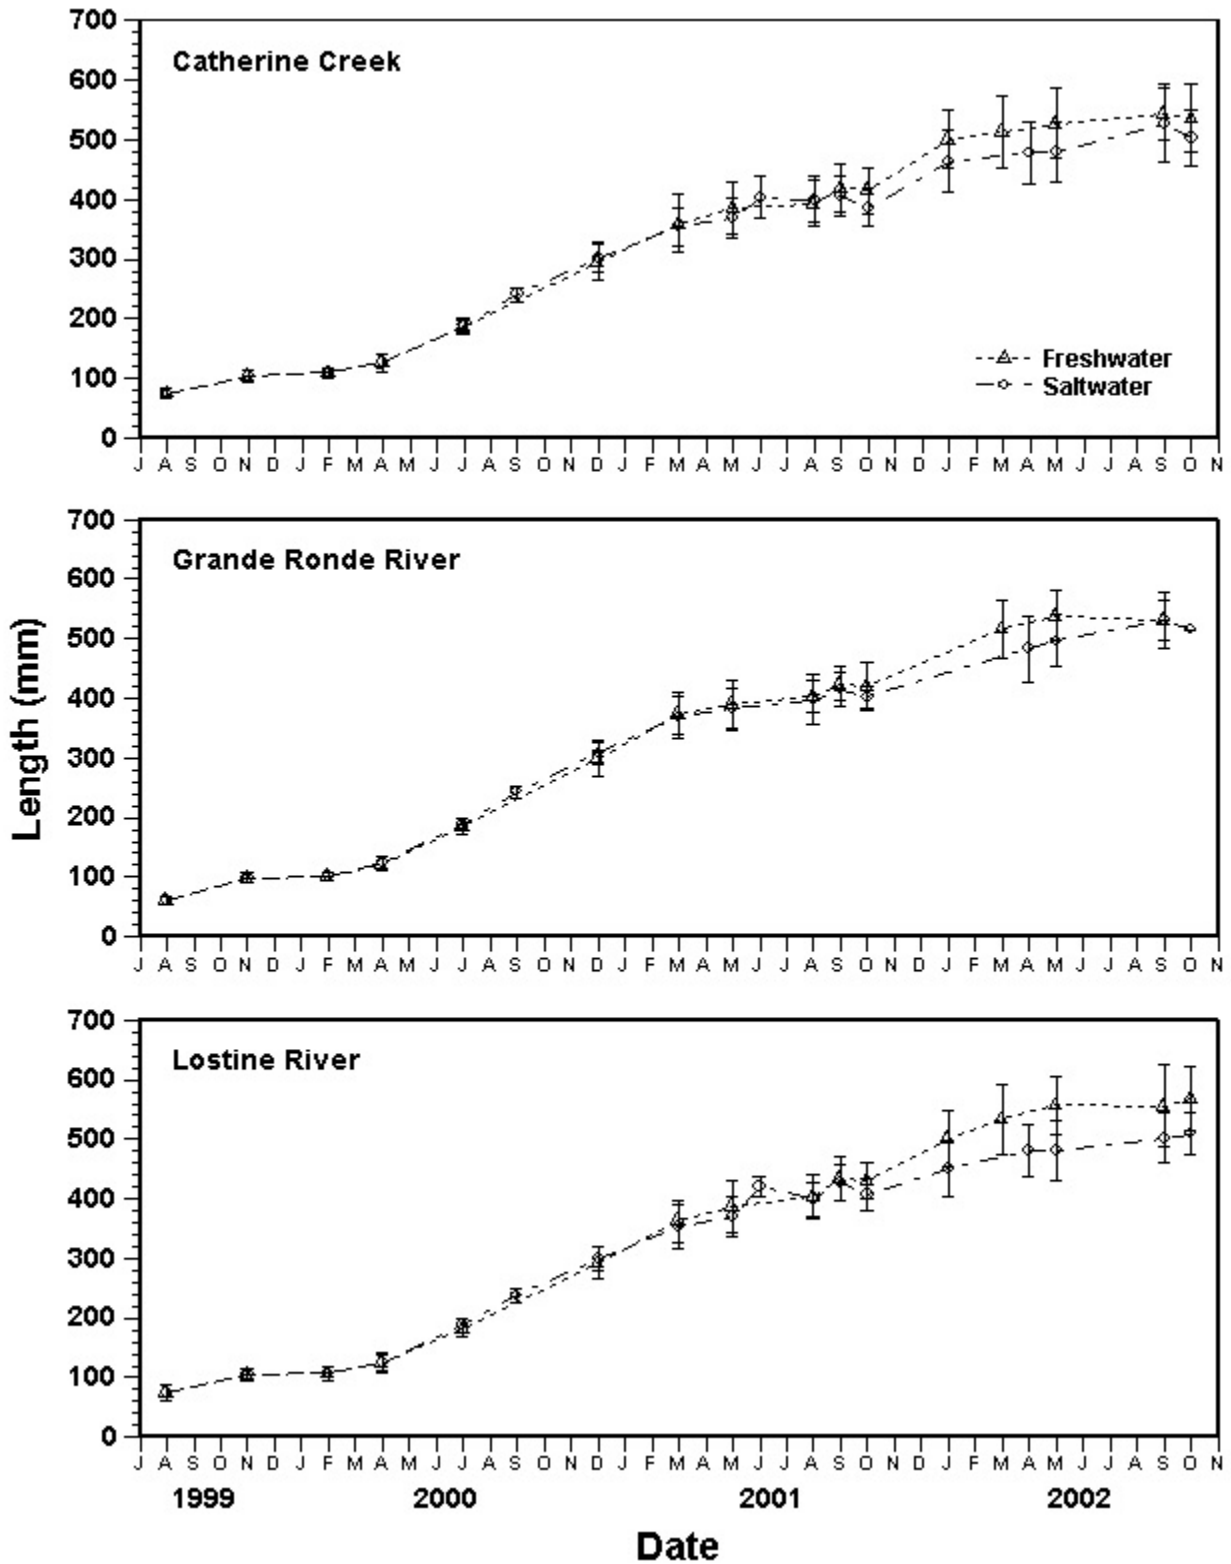 700
Catherine Creek
600
500
400
300
200
Freshwater
Saltwater
100
0
J A S O N D J F M A M J J A S O N D J F M A M J J A S O N D J F M A M J J A S O N
700
Grande Ronde River
600
500
400
300
200
100
0
J A S O N D J F M A M J J A S O N D J F M A M J J A S O N D J F M A M J J A S O N
Length (mm)
700
Lostine River
600
500
400
300
200
100
0
J A S O N D J F M A M J J A S O N D J F M A M J J A S O N D J F M A M J J A S O N
1999 2000 2001 2002
Date